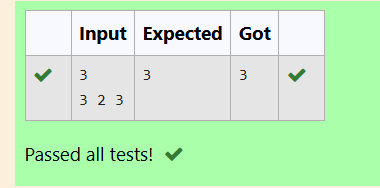 Input Expected Got
3 3 3
3 2 3
Passed all tests!